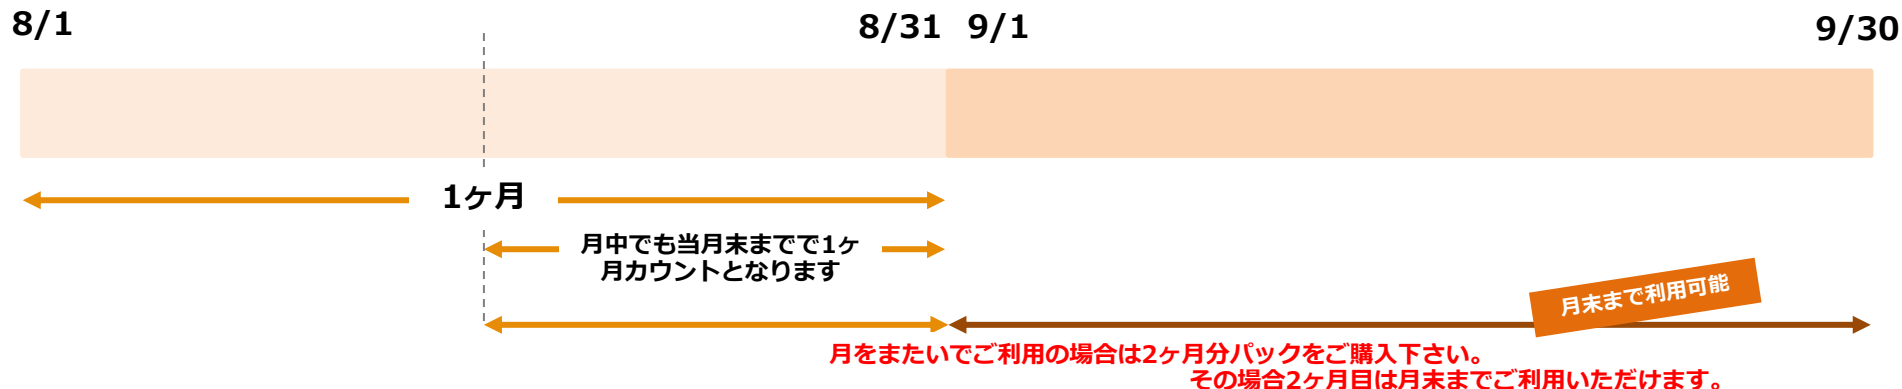 8/1
8/31
9/1
9/30
1ヶ月
月中でも当月末までで1ヶ
月カウントとなります
月末まで利用可能
月をまたいでご利用の場合は2ヶ月分パックをご購入下さい。
その場合2ヶ月目は月末までご利用いただけます。